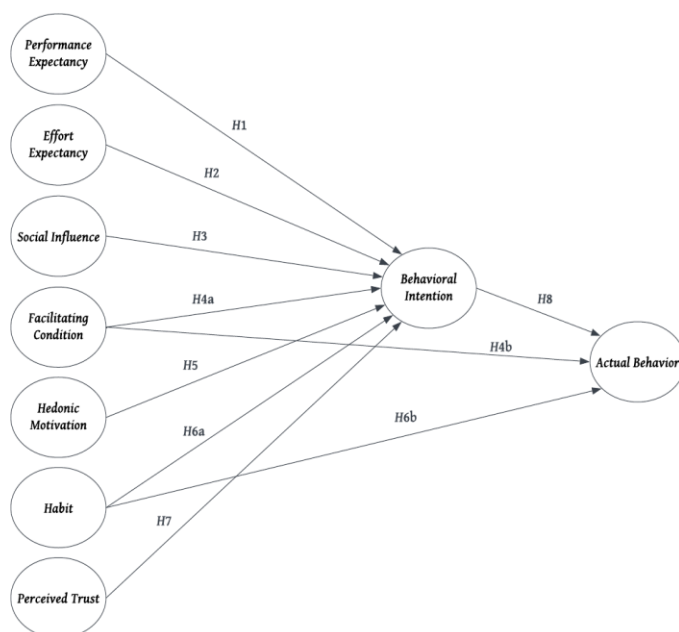 Performance
Expectancy
H1
Effort
Expectancy
H2
Social Influence
H3
Behavioral
Intention
Facilitating
Condition
H4a
H8
H4b
Actual Behavior
Hedonic
Motivation
H5
H6a
H6b
Habit
H7
Perceived Trust